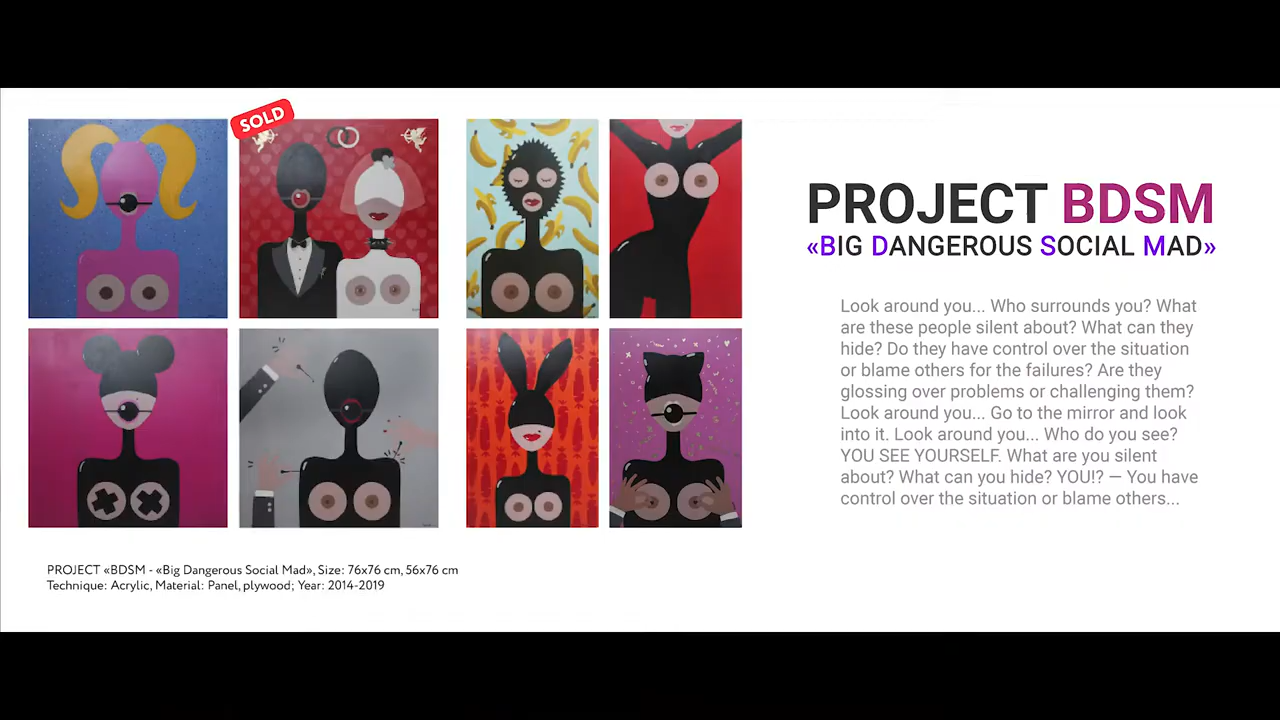 SOLD
PROJECT BDSM
«BIG DANGEROUS SOCIAL MAD»
Look around you... Who surrounds you? What
are these people silent about? What can they
hide? Do they have control over the situation
or blame others for the failures? Are they
glossing over problems or challenging them?
Look around you... Go to the mirror and look
into it. Look around you... Who do you see?
YOU SEE YOURSELF. What are you silent
about? What can you hide? YOU!? — You have
control over the situation or blame others...
PROJECT «BDSM - «Big Dangerous Social Mad», Size: 76x76 cm, 56x76 cm
Technique: Acrylic, Material: Panel, plywood; Year: 2014-2019